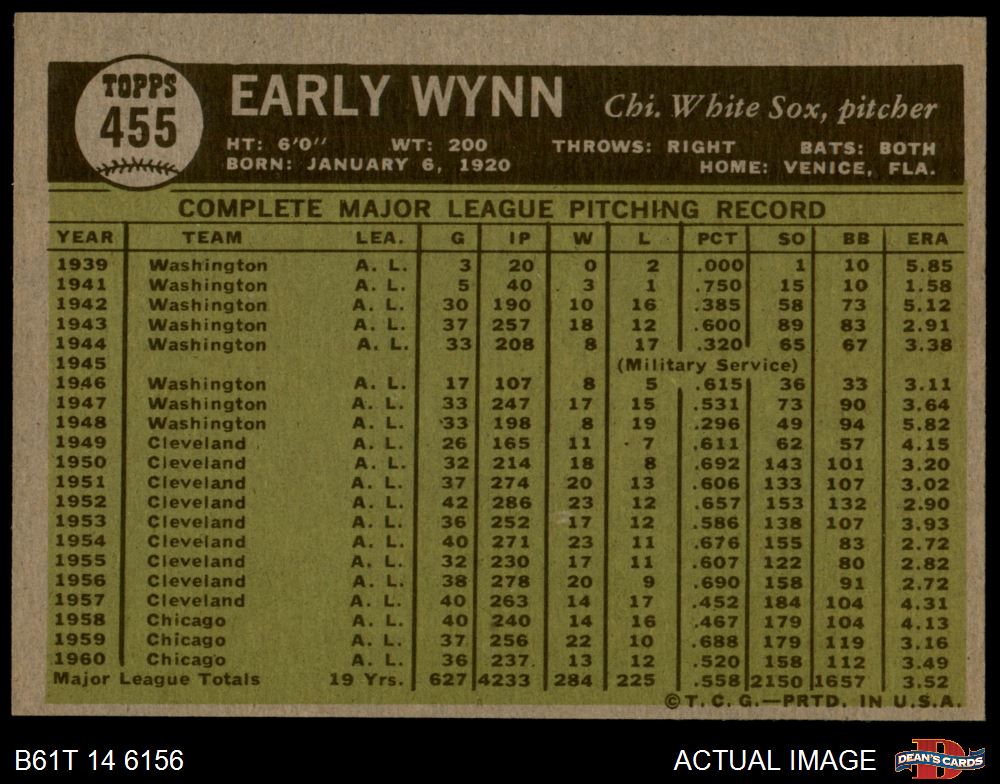 TOPPS
455
EARLY WYNN Chi. White Sox, pitcher
HT: 6'0" WT: 200 THROWS: RIGHT BATS: BOTH
BORN: JANUARY 6, 1920 HOME: VENICE, FLA.
COMPLETE MAJOR LEAGUE PITCHING RECORD
YEAR TEAM LEA. G IP W L PCT SO BB ERA
1939 Washington A. L. 3 20 0 2 .000 1 10 5.85
1941 Washington A. L. 5 40 3 1 .750 15 10 1.58
1942 Washington A. L. 30 190 10 16 .385 58 73 5.12
1943 Washington A. L. 37 257 18 12 .600 89 83 2.91
1944 Washington A. L. 33 208 8 17 .320 65 67 3.38
1945 (Military Service)
1946 Washington A. L. 17 107 8 5 .615 36 33 3.11
1947 Washington A. L. 33 247 17 15 .531 73 90 3.64
1948 Washington A. L. 33 198 8 19 .296 49 94 5.82
1949 Cleveland A. L. 26 165 11 7 .611 62 57 4.15
1950 Cleveland A. L. 32 214 18 8 .692 143 101 3.20
1951 Cleveland A. L. 37 274 20 13 .606 133 107 3.02
1952 Cleveland A. L. 42 286 23 12 .657 153 132 2.90
1953 Cleveland A. L. 36 252 17 12 .586 138 107 3.93
1954 Cleveland A. L. 40 271 23 11 .676 155 83 2.72
1955 Cleveland A. L. 32 230 17 11 .607 122 80 2.82
1956 Cleveland A. L. 38 278 20 9 .690 158 91 2.72
1957 Cleveland A. L. 40 263 14 17 .452 184 104 4.31
1958 Chicago A. L. 40 240 14 16 .467 179 104 4.13
1959 Chicago A. L. 37 256 22 10 .688 179 119 3.16
1960 Chicago A. L. 36 237 13 12 .520 158 112 3.49
Major League Totals 19 Yrs. 627 4233 284 225 .558 2150 1657 3.52
© T. C. G.—PRTD. IN U.S.A.
B61T 14 6156 ACTUAL IMAGE DEAN'S CARDS